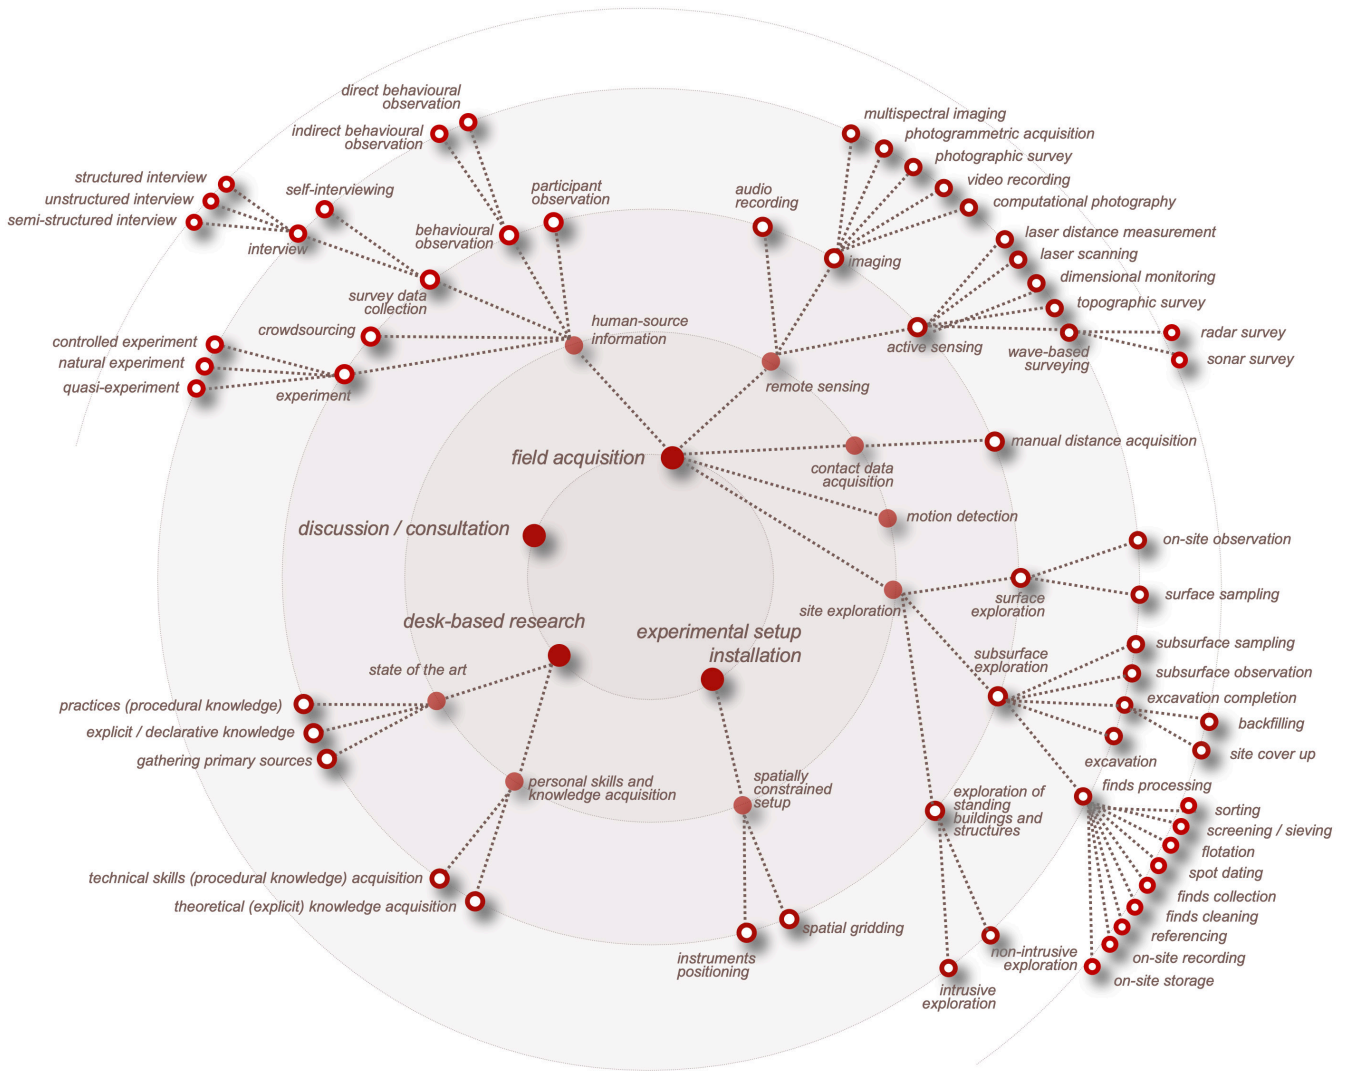 direct behavioural
observation
indirect behavioural
observation
structured interview
unstructured interview
semi-structured interview
self-interviewing
interview
participant
observation
behavioural
observation
survey data
collection
crowdsourcing
controlled experiment
natural experiment
quasi-experiment
experiment
human-source
information
audio
recording
multispectral imaging
photogrammetric acquisition
photographic survey
video recording
computational photography
imaging
laser distance measurement
laser scanning
dimensional monitoring
topographic survey
active sensing
wave-based
surveying
radar survey
sonar survey
remote sensing
field acquisition
contact data
acquisition
manual distance acquisition
motion detection
discussion / consultation
site exploration
surface
exploration
on-site observation
surface sampling
desk-based research
experimental setup
installation
subsurface
exploration
subsurface sampling
subsurface observation
excavation completion
backfilling
site cover up
excavation
finds processing
state of the art
practices (procedural knowledge)
explicit / declarative knowledge
gathering primary sources
personal skills and
knowledge acquisition
spatially
constrained
setup
exploration of
standing
buildings and
structures
sorting
screening / sieving
flotation
spot dating
finds collection
finds cleaning
referencing
on-site recording
on-site storage
technical skills (procedural knowledge) acquisition
theoretical (explicit) knowledge acquisition
spatial gridding
instruments
positioning
non-intrusive
exploration
intrusive
exploration